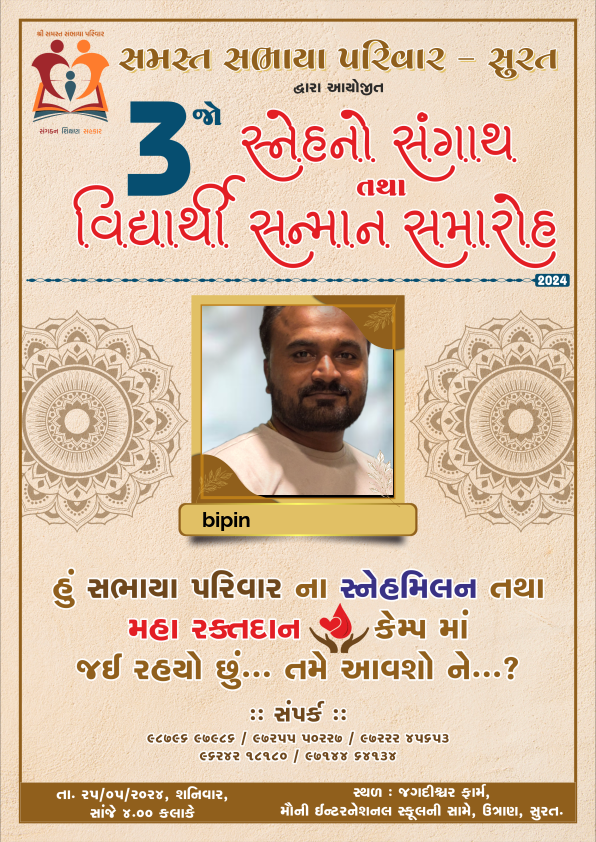 શ્રી સમસ્ત સભાયા પરિવાર
સંગઠન શિક્ષણ સંસ્કાર
સમસ્ત સભાયા પરિવાર - સુરત
દ્વારા આયોજીત
3 જો સ્નેહનો સંગાથ
તથા
વિદ્યાર્થી સન્માન સમારોહ
2024
bipin
હું સભાયા પરિવાર ના સ્નેહમિલન તથા
મહા રક્તદાન કેમ્પ માં
જઈ રહયો છું... તમે આવશો ને...?
:: સંપર્ક ::
૯૮૭૯૬ ૭૯૭૮૬ / ૯૭૨૫૫ ૫૦૨૨૭ / ૯૭૨૨૨ ૪૫૬૫૩
૯૬૨૪૨ ૧૮૧૮૦ / ૯૭૧૪૪ ૬૪૧૩૪
તા. ૨૫/૦૫/૨૦૨૪, શનિવાર,
સાંજે ૪.૦૦ કલાકે
સ્થળ : જગદીશ્વર ફાર્મ,
મૌની ઈન્ટરનેશનલ સ્કૂલની સામે, ઉત્રાણ, સુરત.